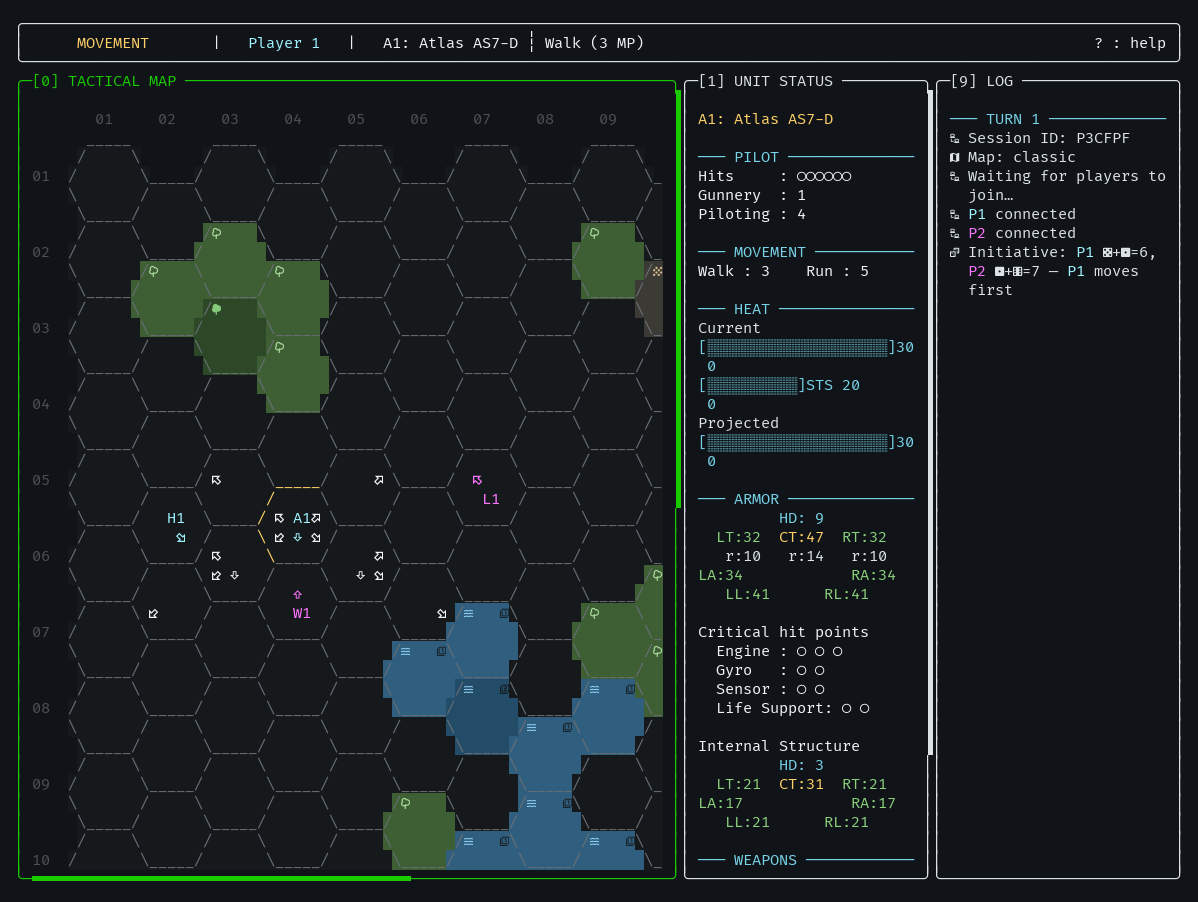 MOVEMENT | Player 1 | A1: Atlas AS7-D ¦ Walk (3 MP) ? : help
[0] TACTICAL MAP
01 02 03 04 05 06 07 08 09
01
02
03
04
05
L1
H1 A1
06
W1
07
08
09
10
[1] UNIT STATUS
A1: Atlas AS7-D
PILOT
Hits : ○○○○○○
Gunnery : 1
Piloting : 4
MOVEMENT
Walk : 3 Run : 5
HEAT
Current
[░░░░░░░░░░░░░░░░░░░░]30
0
[░░░░░░░░░░]STS 20
0
Projected
[░░░░░░░░░░░░░░░░░░░░]30
0
ARMOR
HD: 9
LT:32 CT:47 RT:32
r:10 r:14 r:10
LA:34 RA:34
LL:41 RL:41
Critical hit points
Engine : ○ ○ ○
Gyro : ○ ○
Sensor : ○ ○
Life Support: ○ ○
Internal Structure
HD: 3
LT:21 CT:31 RT:21
LA:17 RA:17
LL:21 RL:21
WEAPONS
[9] LOG
TURN 1
Session ID: P3CFPF
Map: classic
Waiting for players to
join…
P1 connected
P2 connected
Initiative: P1 ⚄+⚀=6,
P2 ⚀+⚅=7 — P1 moves
first